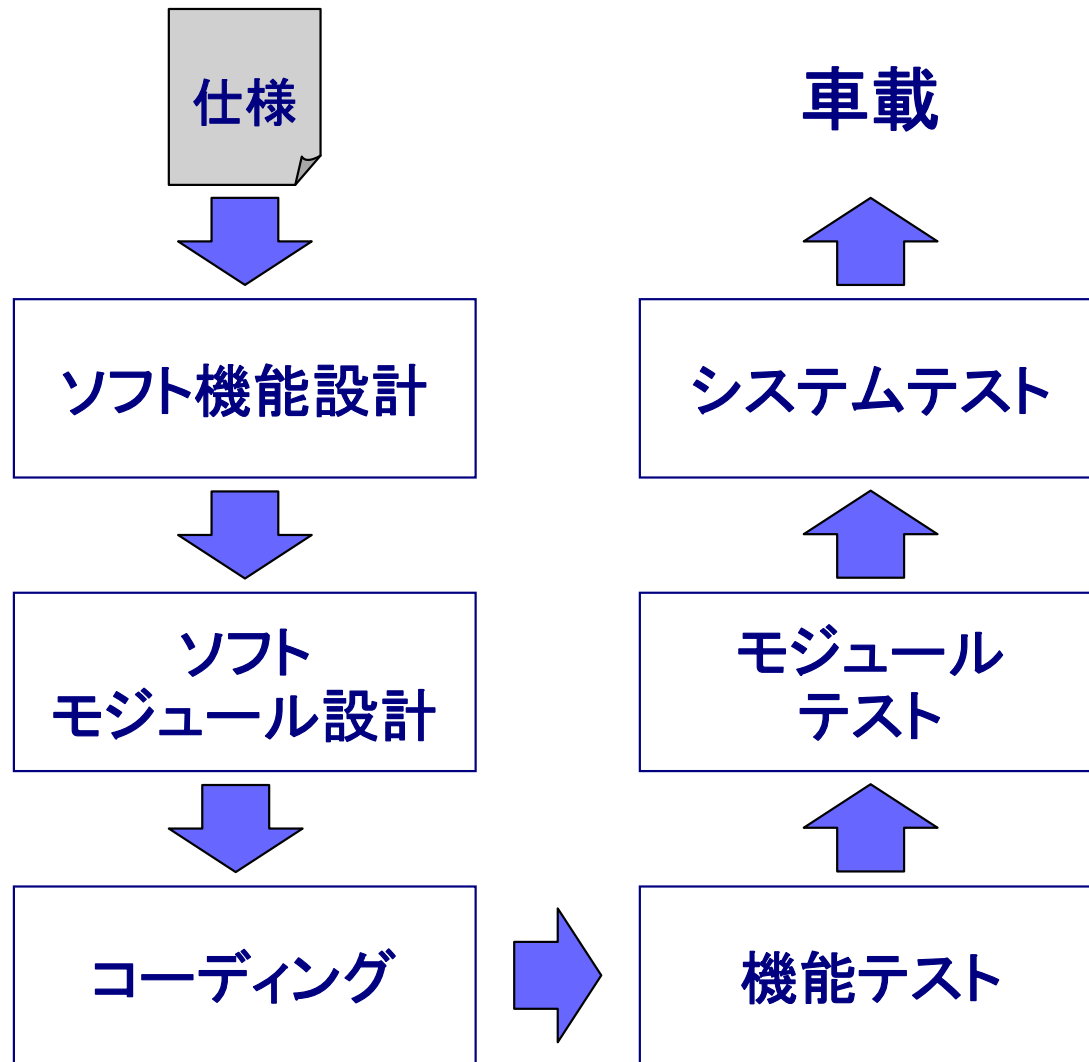 仕様
ソフト機能設計
ソフト
モジュール設計
コーディング
機能テスト
モジュール
テスト
システムテスト
車載